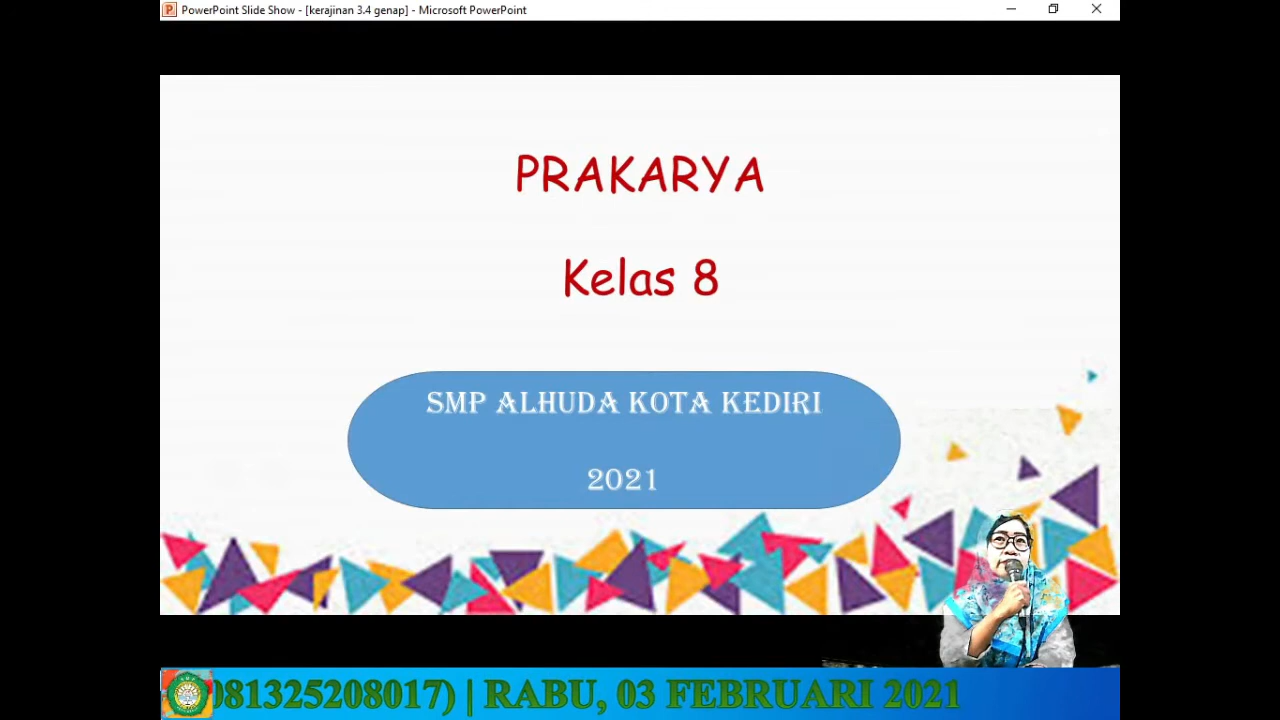 PowerPoint Slide Show - [kerajinan 3.4 genap] - Microsoft PowerPoint
PRAKARYA
Kelas 8
SMP ALHUDA KOTA KEDIRI
2021
081325208017) | RABU, 03 FEBRUARI 2021